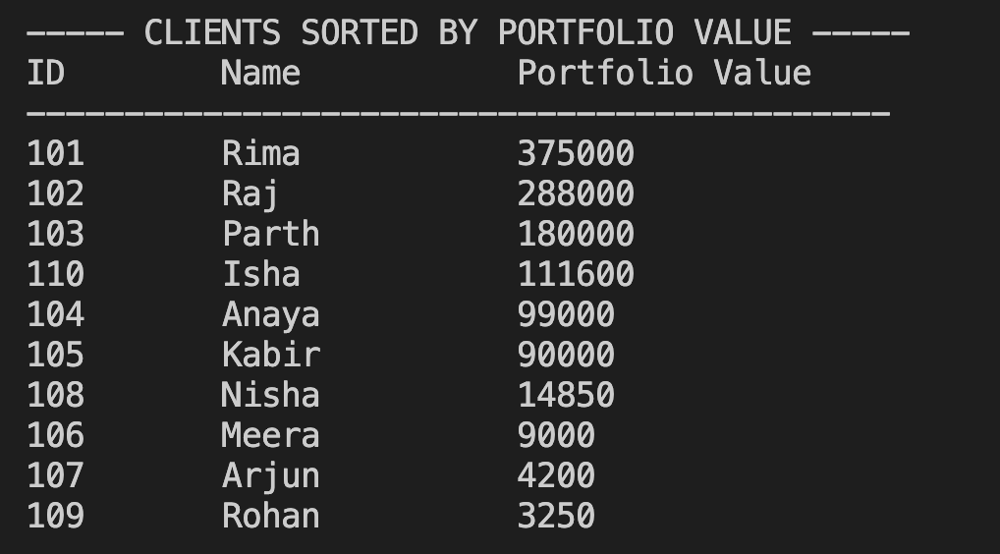 ----- CLIENTS SORTED BY PORTFOLIO VALUE -----
ID Name Portfolio Value
--------------------------------------------
101 Rima 375000
102 Raj 288000
103 Parth 180000
110 Isha 111600
104 Anaya 99000
105 Kabir 90000
108 Nisha 14850
106 Meera 9000
107 Arjun 4200
109 Rohan 3250